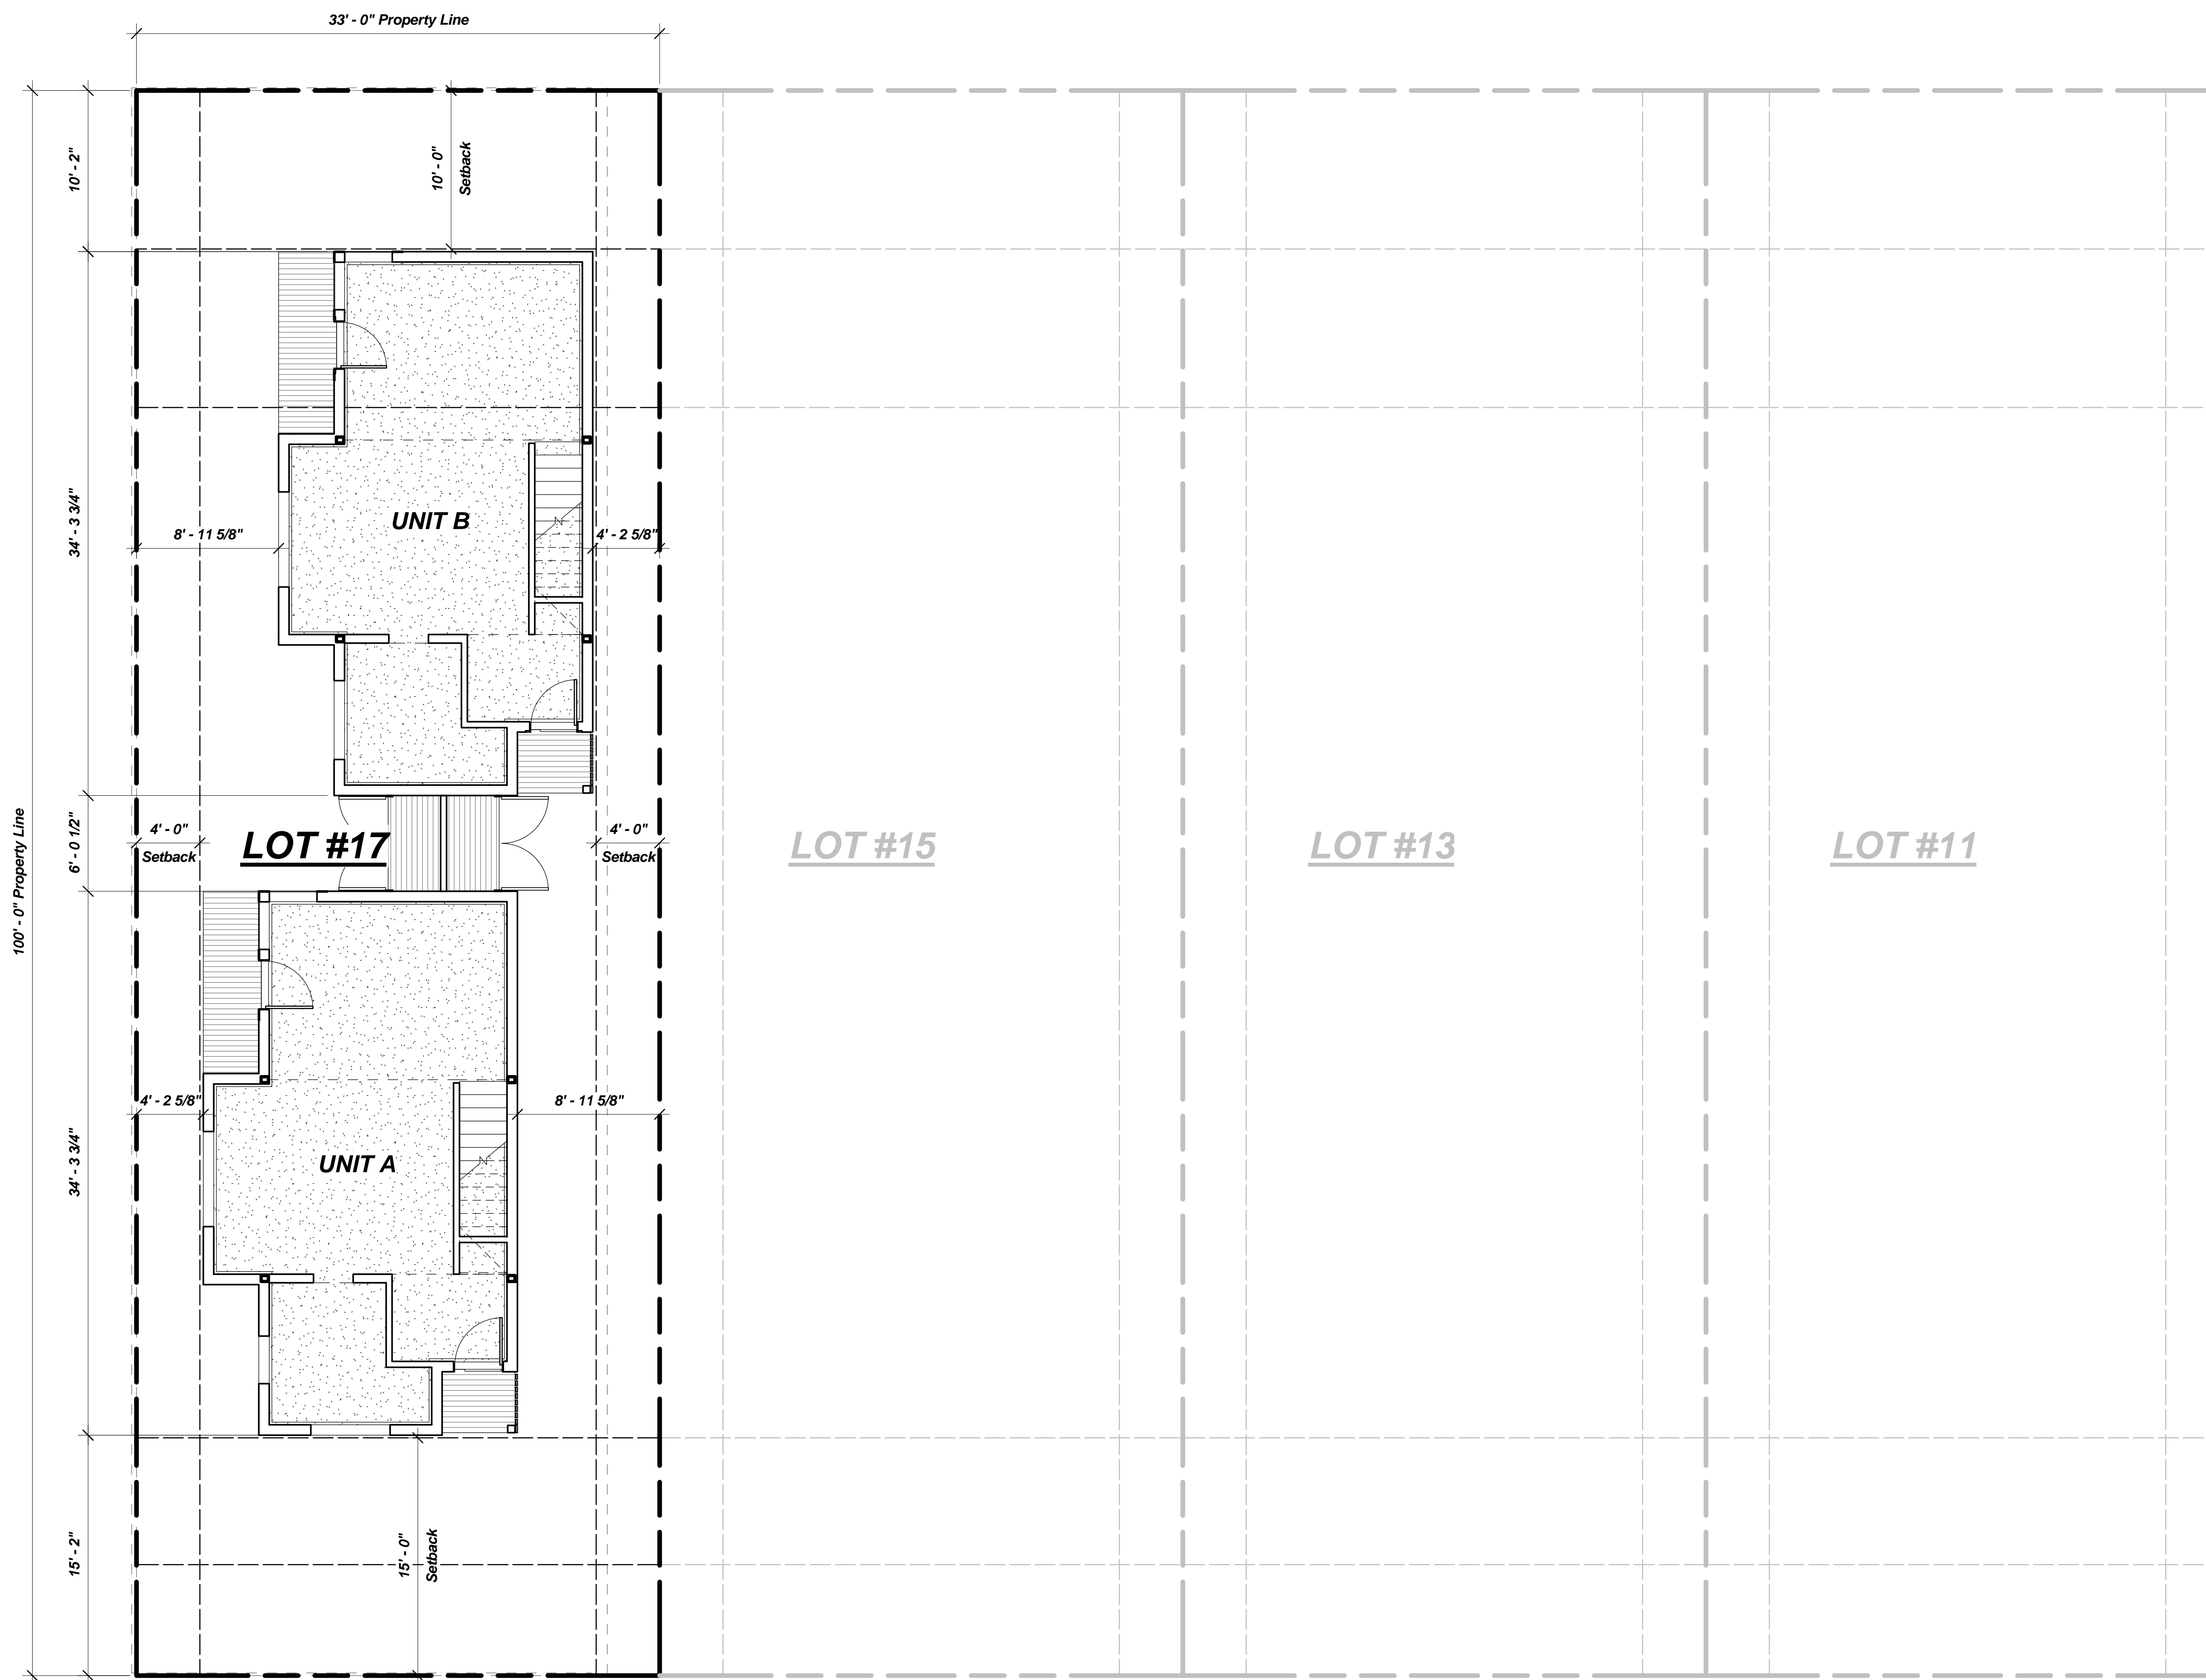 33' - 0" Property Line
10' - 2"
10' - 0"
Setback
34' - 3 3/4"
UNIT B
8' - 11 5/8"
4' - 2 5/8"
100' - 0" Property Line
6' - 0 1/2"
4' - 0"
Setback
LOT #17
4' - 0"
Setback
LOT #15
LOT #13
LOT #11
4' - 2 5/8"
8' - 11 5/8"
34' - 3 3/4"
UNIT A
15' - 2"
15' - 0"
Setback